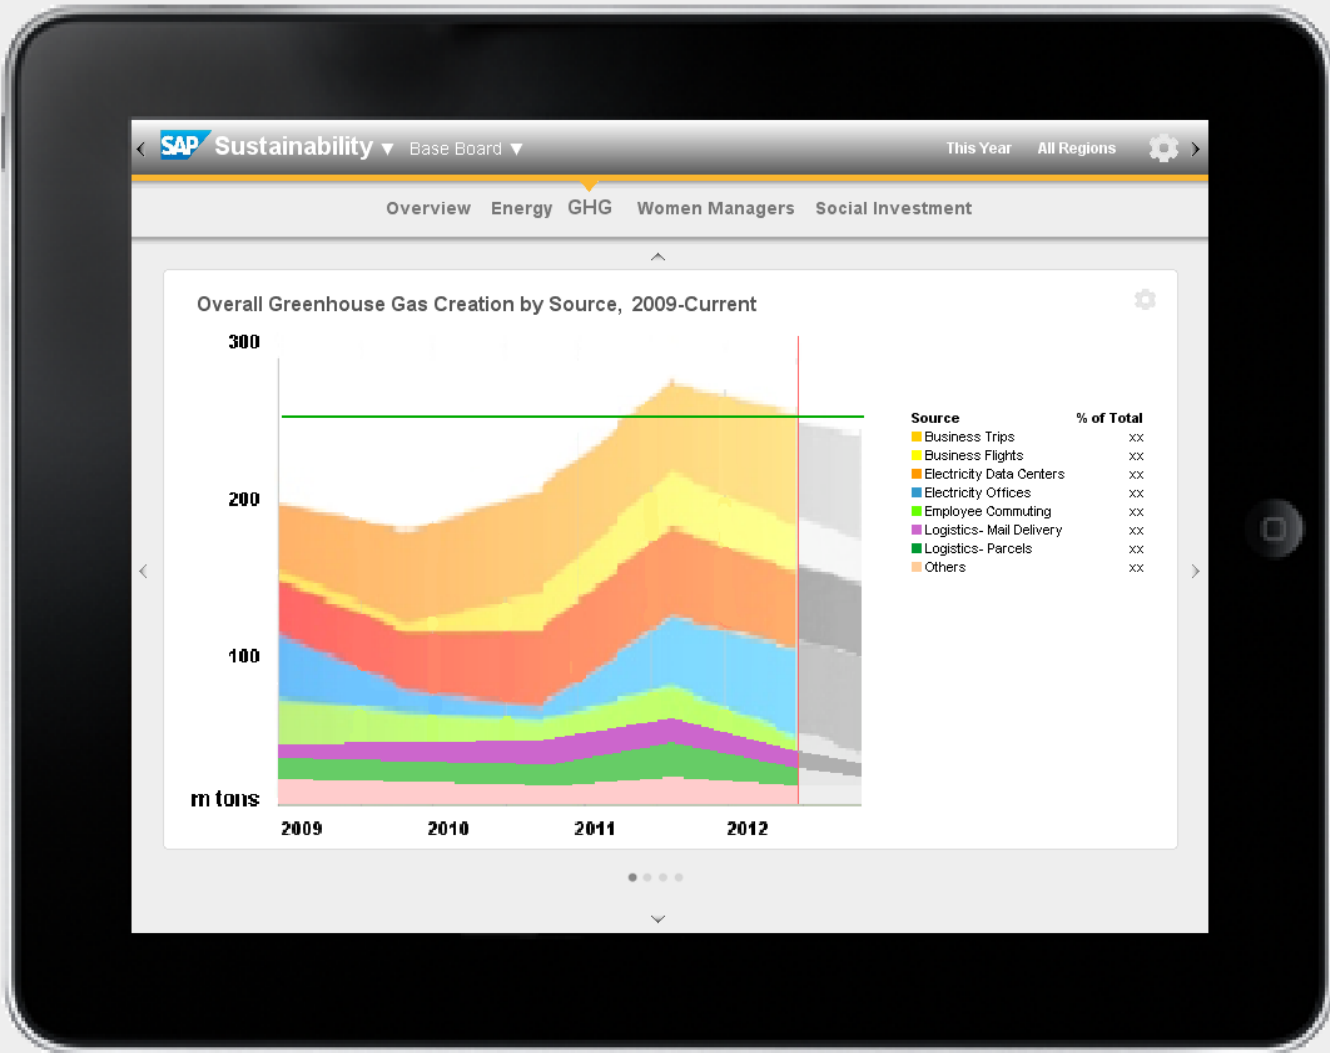 SAP Sustainability ▼ Base Board ▼ This Year All Regions
Overview Energy GHG Women Managers Social Investment
Overall Greenhouse Gas Creation by Source, 2009-Current
300
200
100
m tons
2009 2010 2011 2012
Source % of Total
Business Trips xx
Business Flights xx
Electricity Data Centers xx
Electricity Offices xx
Employee Commuting xx
Logistics- Mail Delivery xx
Logistics- Parcels xx
Others xx